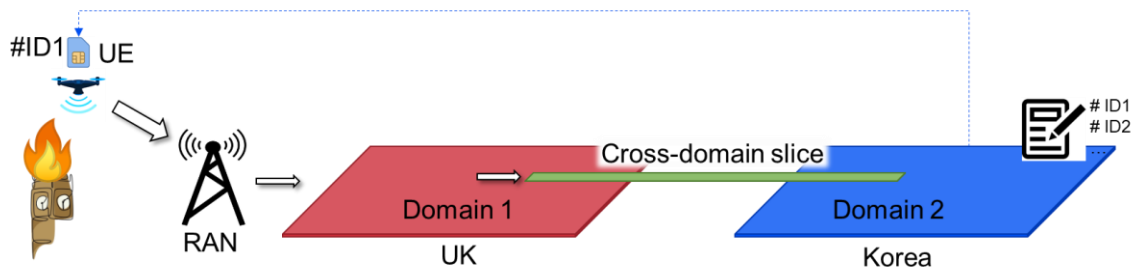 #ID1
UE
# ID1
# ID2
...
Cross-domain slice
Domain 1
Domain 2
RAN
UK
Korea